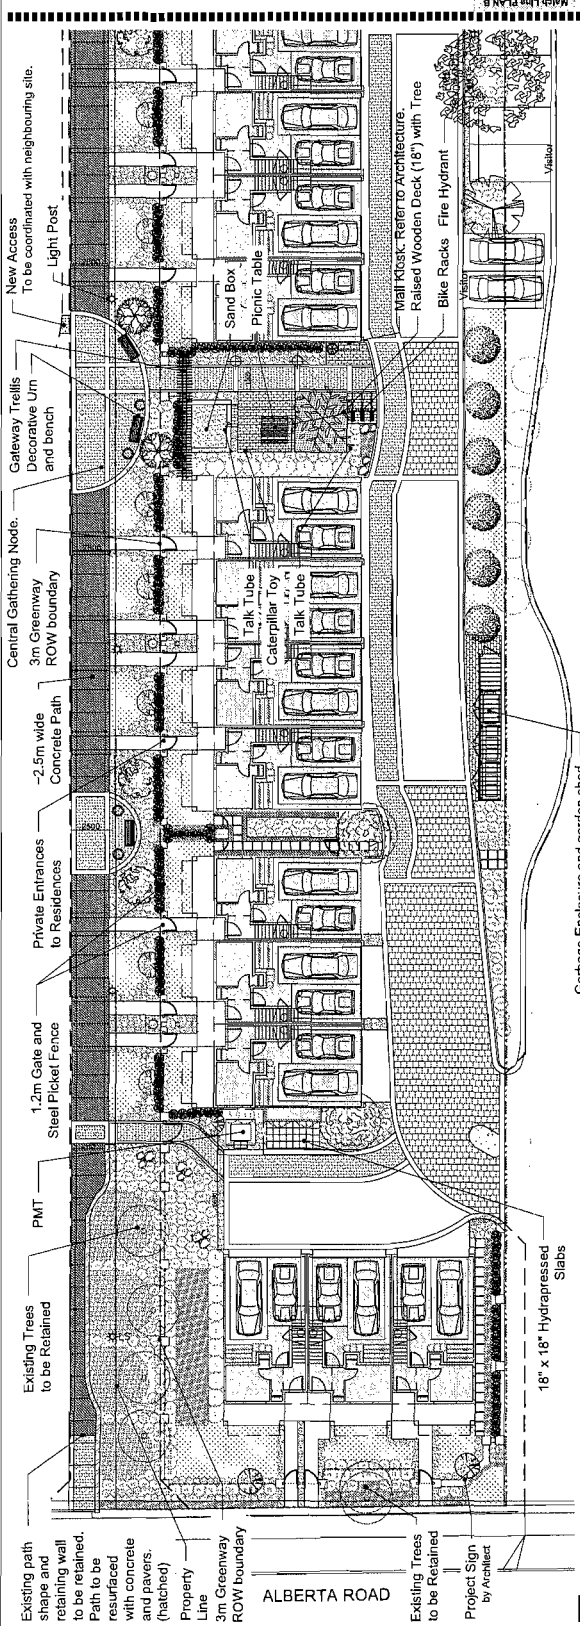 Existing path
shape and
retaining wall
to be retained.
Path to be
resurfaced
with concrete
and pavers.
(hatched)
Property
Line
3m Greenway
ROW boundary
ALBERTA ROAD
Existing Trees
to be Retained
Project Sign
by Architect
Existing Trees
to be Retained
PMT
1.2m Gate and
Steel Picket Fence
Private Entrances
to Residences
~2.5m wide
Concrete Path
3m Greenway
ROW boundary
Central Gathering Node.
Gateway Trellis
Decorative Urn
and bench
New Access
To be coordinated with neighbouring site.
Light Post
Sand Box
Picnic Table
Talk Tube
Caterpillar Toy
Talk Tube
Mail Kiosk. Refer to Architecture.
Raised Wooden Deck (18") with Tree
Bike Racks
Fire Hydrant
Visitor
Visitor
18" x 18" Hydrapressed
Slabs
2500
Match Line PLAN B